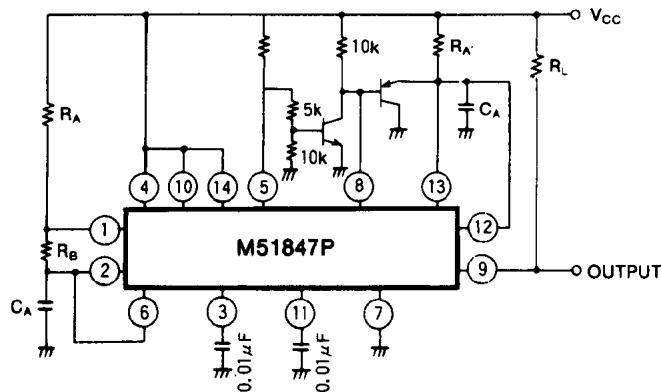 VCC
10k
RA'
RL
RA
5k
CA
10k
4
10
14
5
8
13
1
12
RB
M51847P
2
9
OUTPUT
CA
6
3
11
7
0.01μF
0.01μF